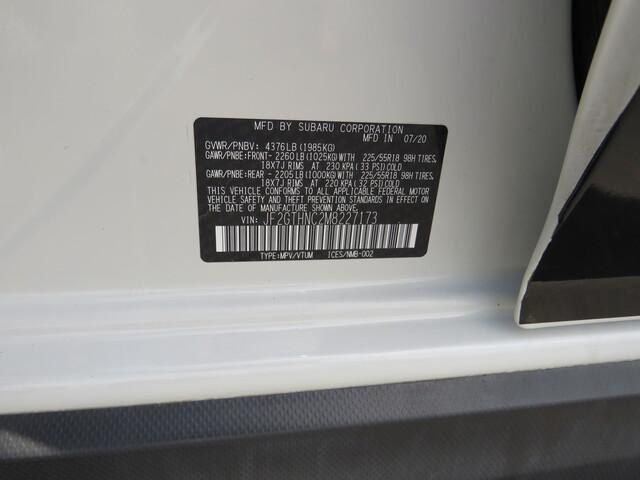 MFD BY SUBARU CORPORATION
MFD IN 07/20
GVWR/PNBV: 4376LB (1985KG)
GAWR/PNBE:FRONT- 2260LB (1025KG) WITH 225/55R18 98H TIRES,
18X7J RIMS AT 230 KPA (33 PSI) COLD
GAWR/PNBE:REAR - 2205LB (1000KG) WITH 225/55R18 98H TIRES,
18X7J RIMS AT 220 KPA (32 PSI) COLD
THIS VEHICLE CONFORMS TO ALL APPLICABLE FEDERAL MOTOR
VEHICLE SAFETY AND THEFT PREVENTION STANDARDS IN EFFECT ON
THE DATE OF MANUFACTURE SHOWN ABOVE.
VIN: JF2GTHNC2M8227173
TYPE:MPV/VTUM ICES/NMB-002